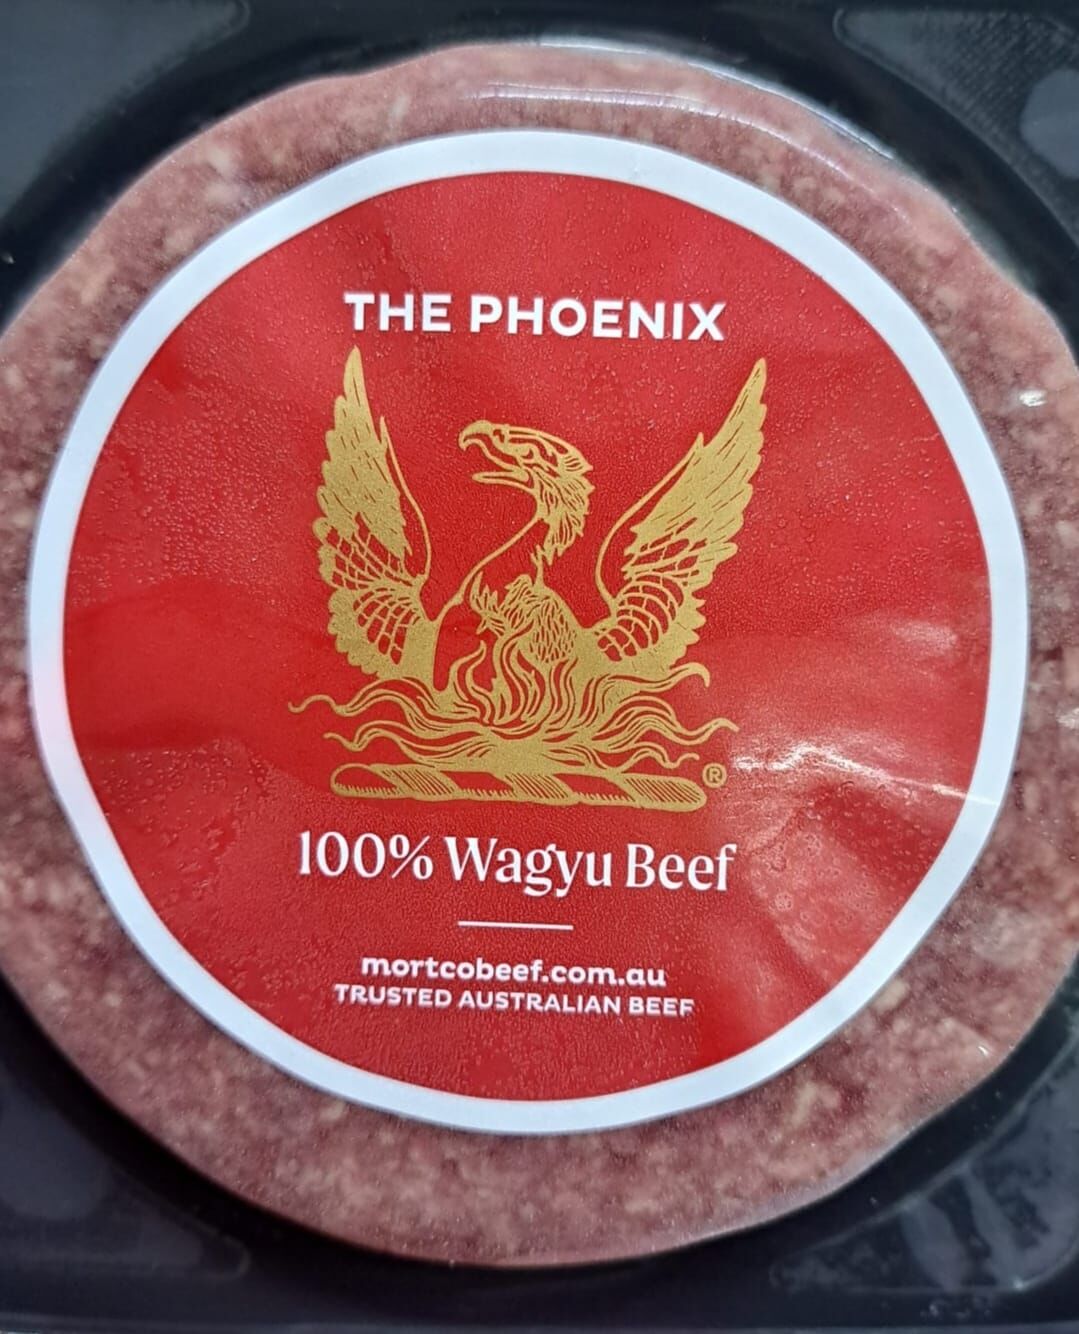 THE PHOENIX
®
100% Wagyu Beef
mortcobeef.com.au
TRUSTED AUSTRALIAN BEEF